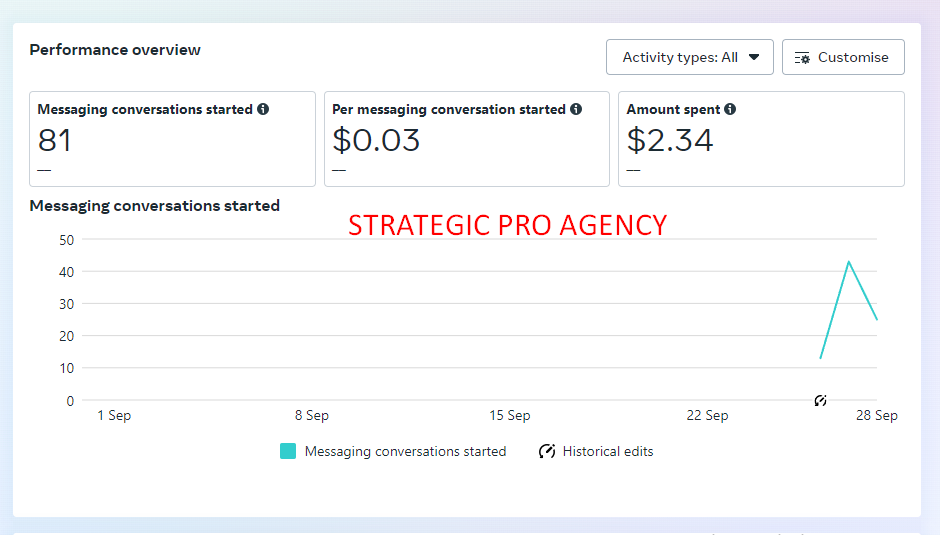 Performance overview
Activity types: All
Customise
Messaging conversations started
81
—
Per messaging conversation started
$0.03
—
Amount spent
$2.34
—
Messaging conversations started
STRATEGIC PRO AGENCY
50
40
30
20
10
0
1 Sep 8 Sep 15 Sep 22 Sep 28 Sep
Messaging conversations started Historical edits